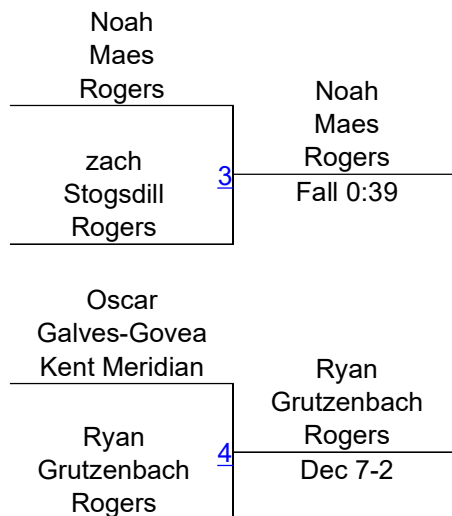 Noah
Maes
Rogers
zach
Stogsdill
Rogers
3
Noah
Maes
Rogers
Fall 0:39
Oscar
Galves-Govea
Kent Meridian
Ryan
Grutzenbach
Rogers
4
Ryan
Grutzenbach
Rogers
Dec 7-2